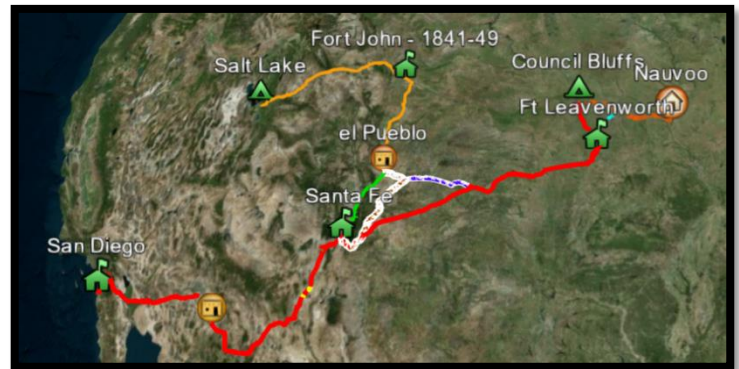 Fort John - 1841-49
Salt Lake
Council Bluffs
Nauvoo
Ft Leavenworth
el Pueblo
Santa Fe
San Diego